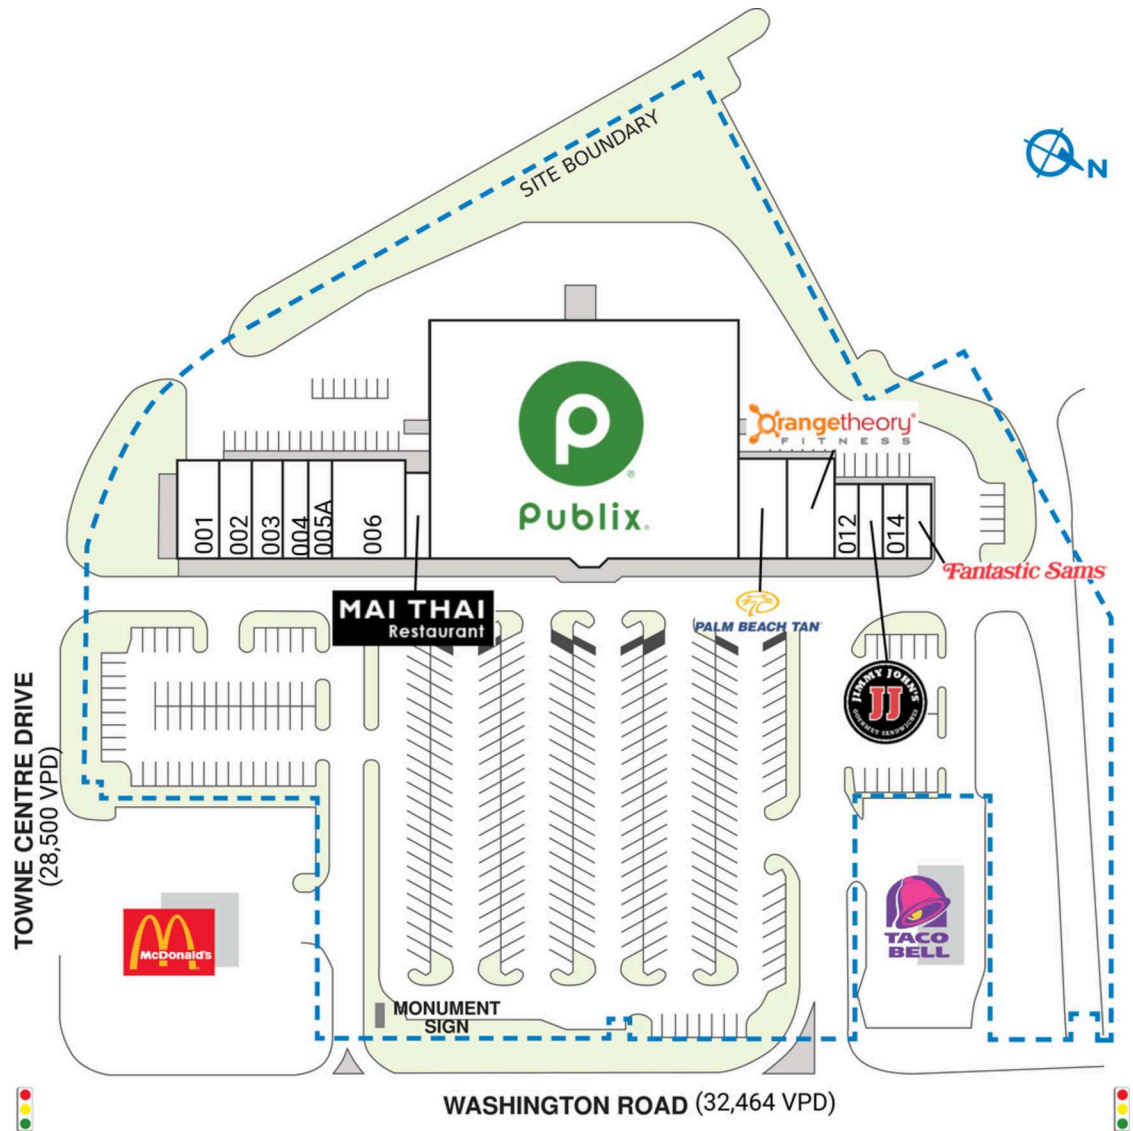 SITE BOUNDARY
N
Orangetheory®
FITNESS
Publix®
001
002
003
004
005A
006
012
014
Fantastic Sams
MAI THAI
Restaurant
PALM BEACH TAN
JIMMY JOHN'S
JJ
GOURMET SANDWICHES
TOWNE CENTRE DRIVE
(28,500 VPD)
McDonald's
TACO
BELL
MONUMENT
SIGN
WASHINGTON ROAD (32,464 VPD)